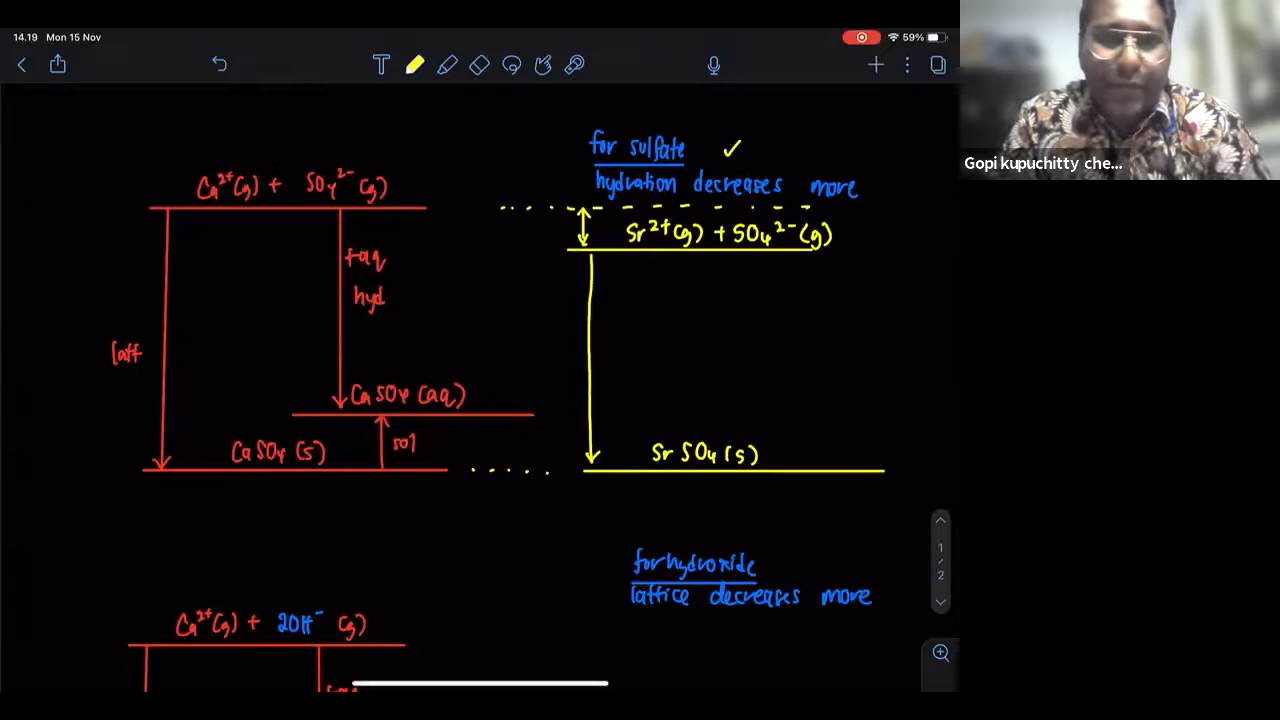 14.19 Mon 15 Nov
59%
Gopi kupuchitty che...
for sulfate ✓
hydration decreases more
Ca²⁺(g) + SO₄²⁻(g)
Sr²⁺(g) + SO₄²⁻(g)
+aq
hyd
latt
CaSO₄(aq)
CaSO₄(s)
sol
SrSO₄(s)
for hydroxide
lattice decreases more
1
/
2
Ca²⁺(g) + 2OH⁻ (g)